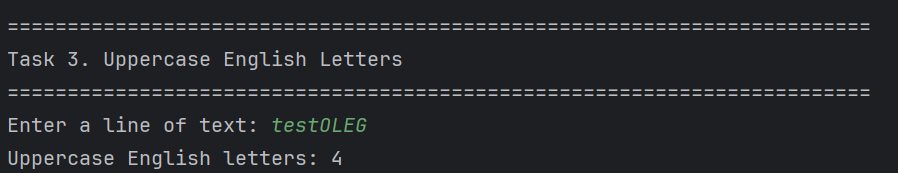 ========================================================================
Task 3. Uppercase English Letters
========================================================================
Enter a line of text: testOLEG
Uppercase English letters: 4